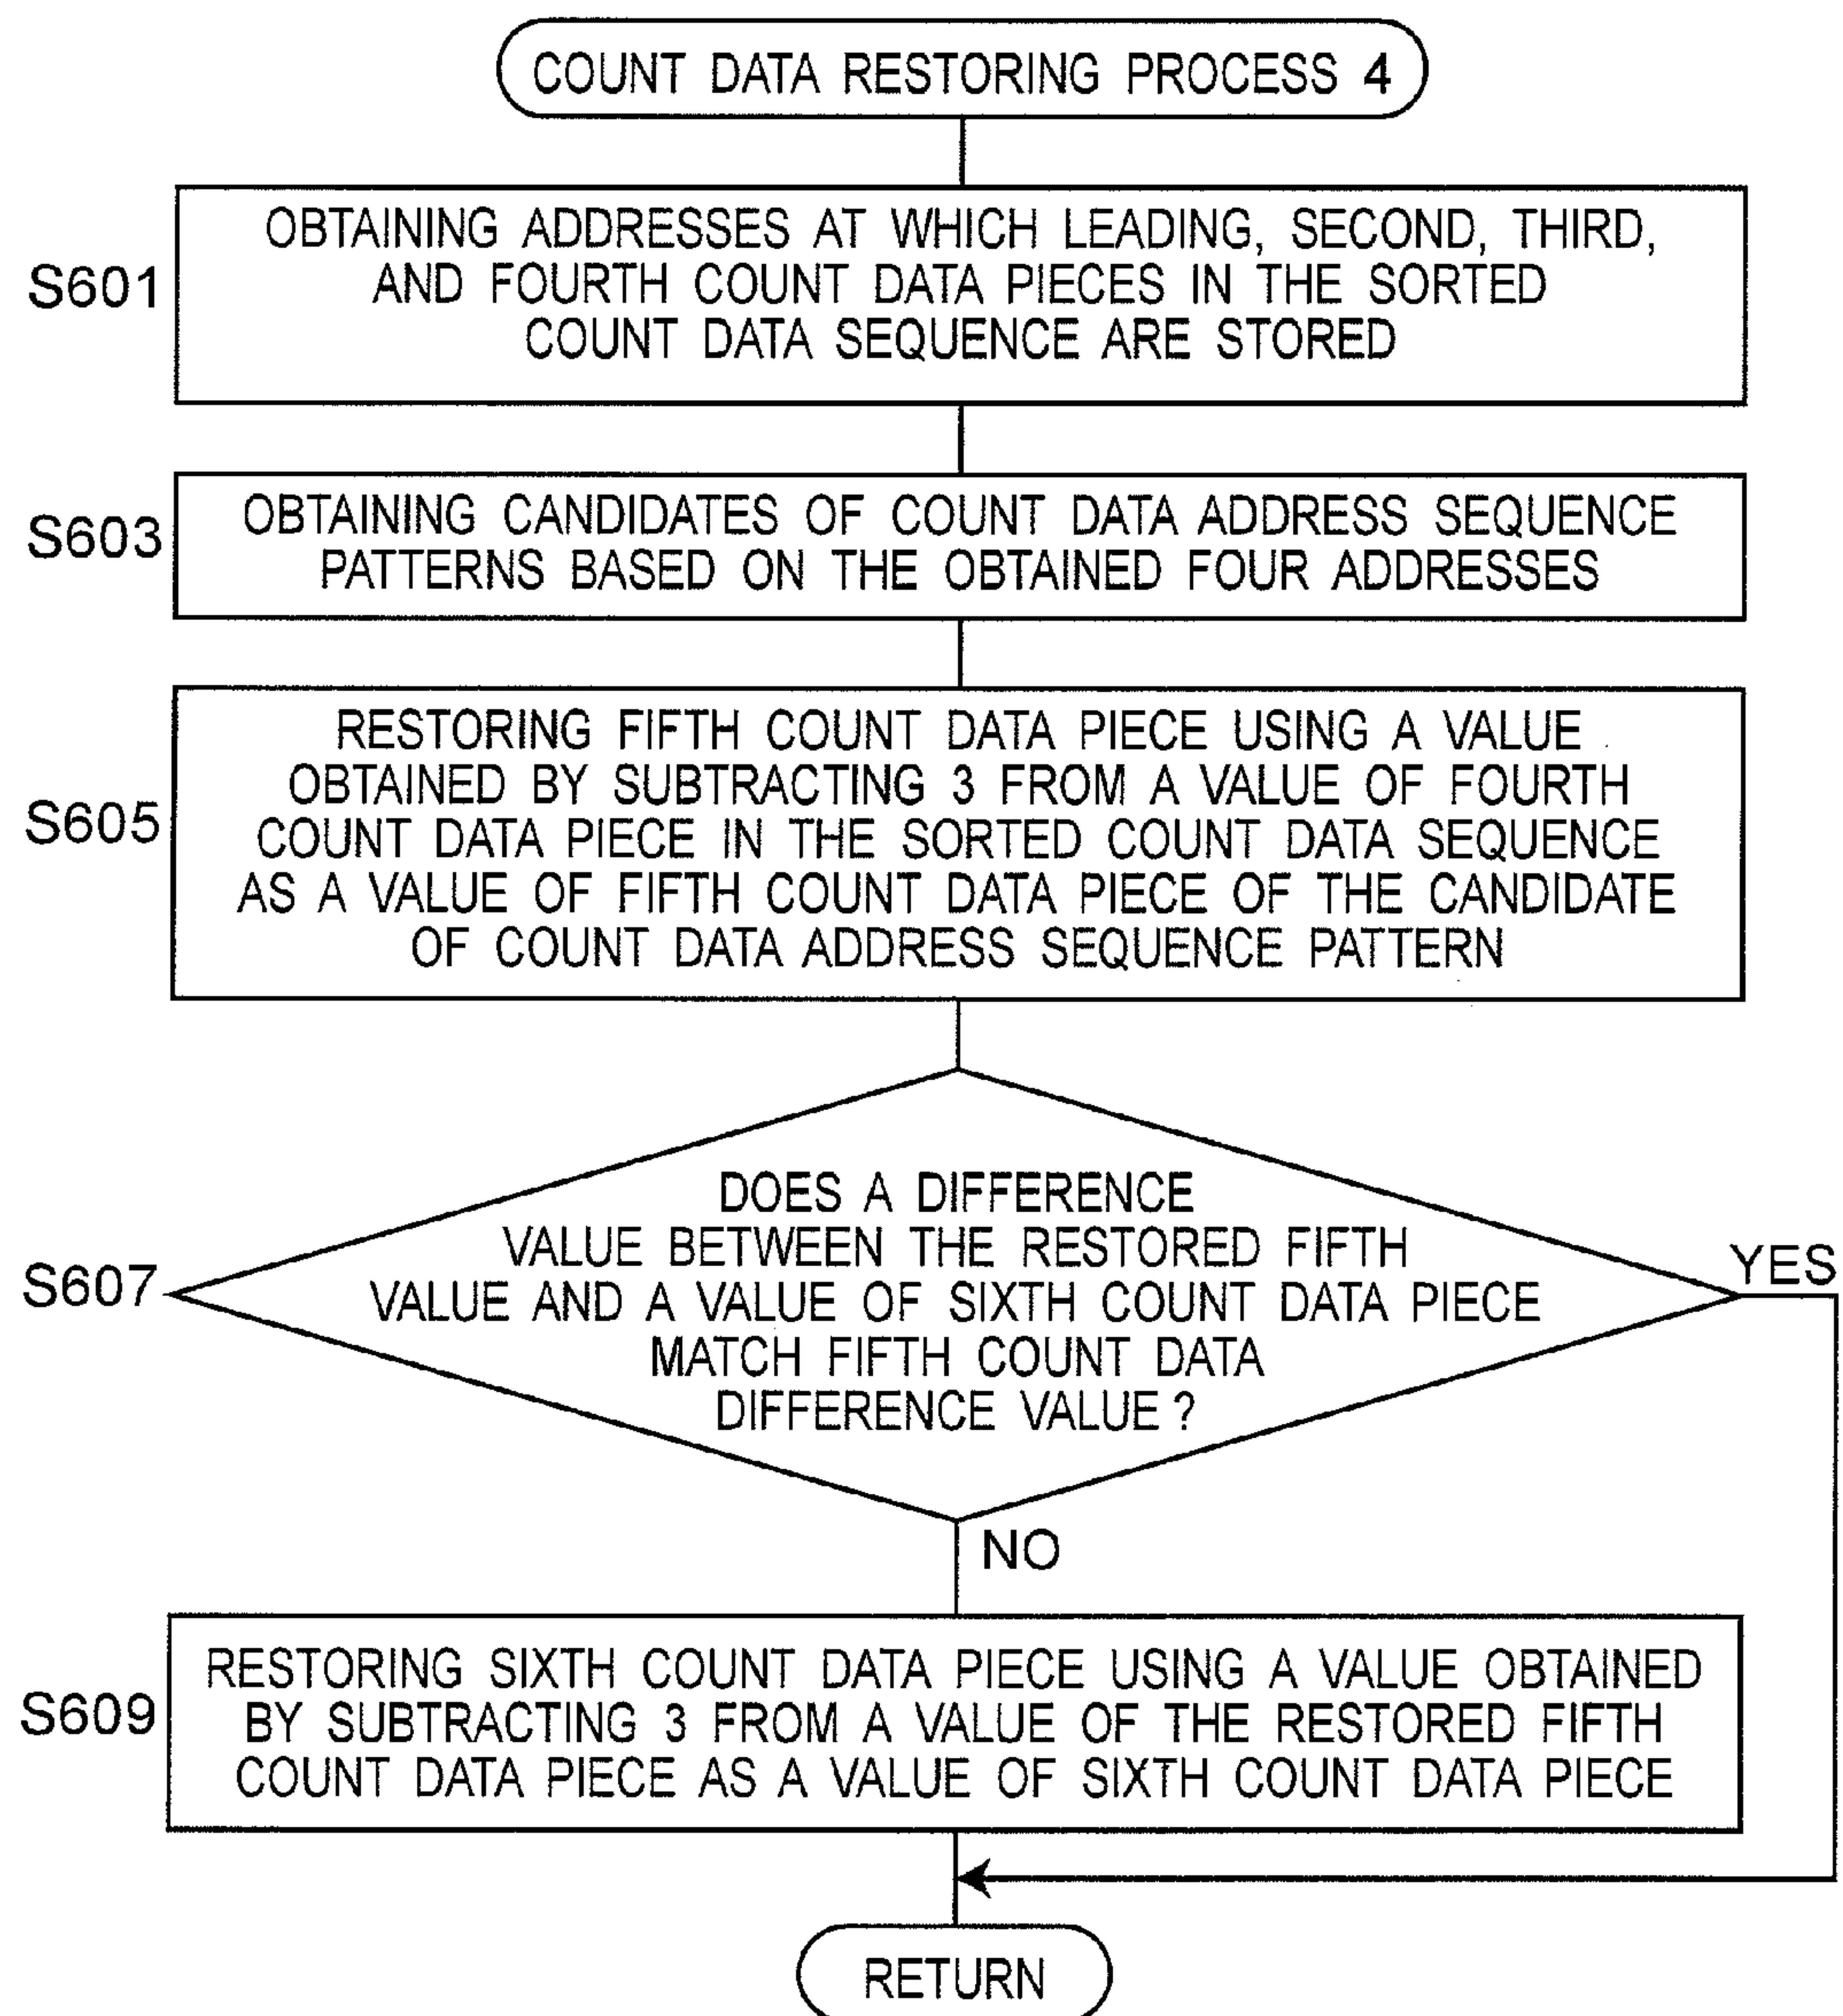 COUNT DATA RESTORING PROCESS 4
S601
OBTAINING ADDRESSES AT WHICH LEADING, SECOND, THIRD,
AND FOURTH COUNT DATA PIECES IN THE SORTED
COUNT DATA SEQUENCE ARE STORED
S603
OBTAINING CANDIDATES OF COUNT DATA ADDRESS SEQUENCE
PATTERNS BASED ON THE OBTAINED FOUR ADDRESSES
S605
RESTORING FIFTH COUNT DATA PIECE USING A VALUE
OBTAINED BY SUBTRACTING 3 FROM A VALUE OF FOURTH
COUNT DATA PIECE IN THE SORTED COUNT DATA SEQUENCE
AS A VALUE OF FIFTH COUNT DATA PIECE OF THE CANDIDATE
OF COUNT DATA ADDRESS SEQUENCE PATTERN
S607
DOES A DIFFERENCE
VALUE BETWEEN THE RESTORED FIFTH
VALUE AND A VALUE OF SIXTH COUNT DATA PIECE
MATCH FIFTH COUNT DATA
DIFFERENCE VALUE ?
YES
NO
S609
RESTORING SIXTH COUNT DATA PIECE USING A VALUE OBTAINED
BY SUBTRACTING 3 FROM A VALUE OF THE RESTORED FIFTH
COUNT DATA PIECE AS A VALUE OF SIXTH COUNT DATA PIECE
RETURN